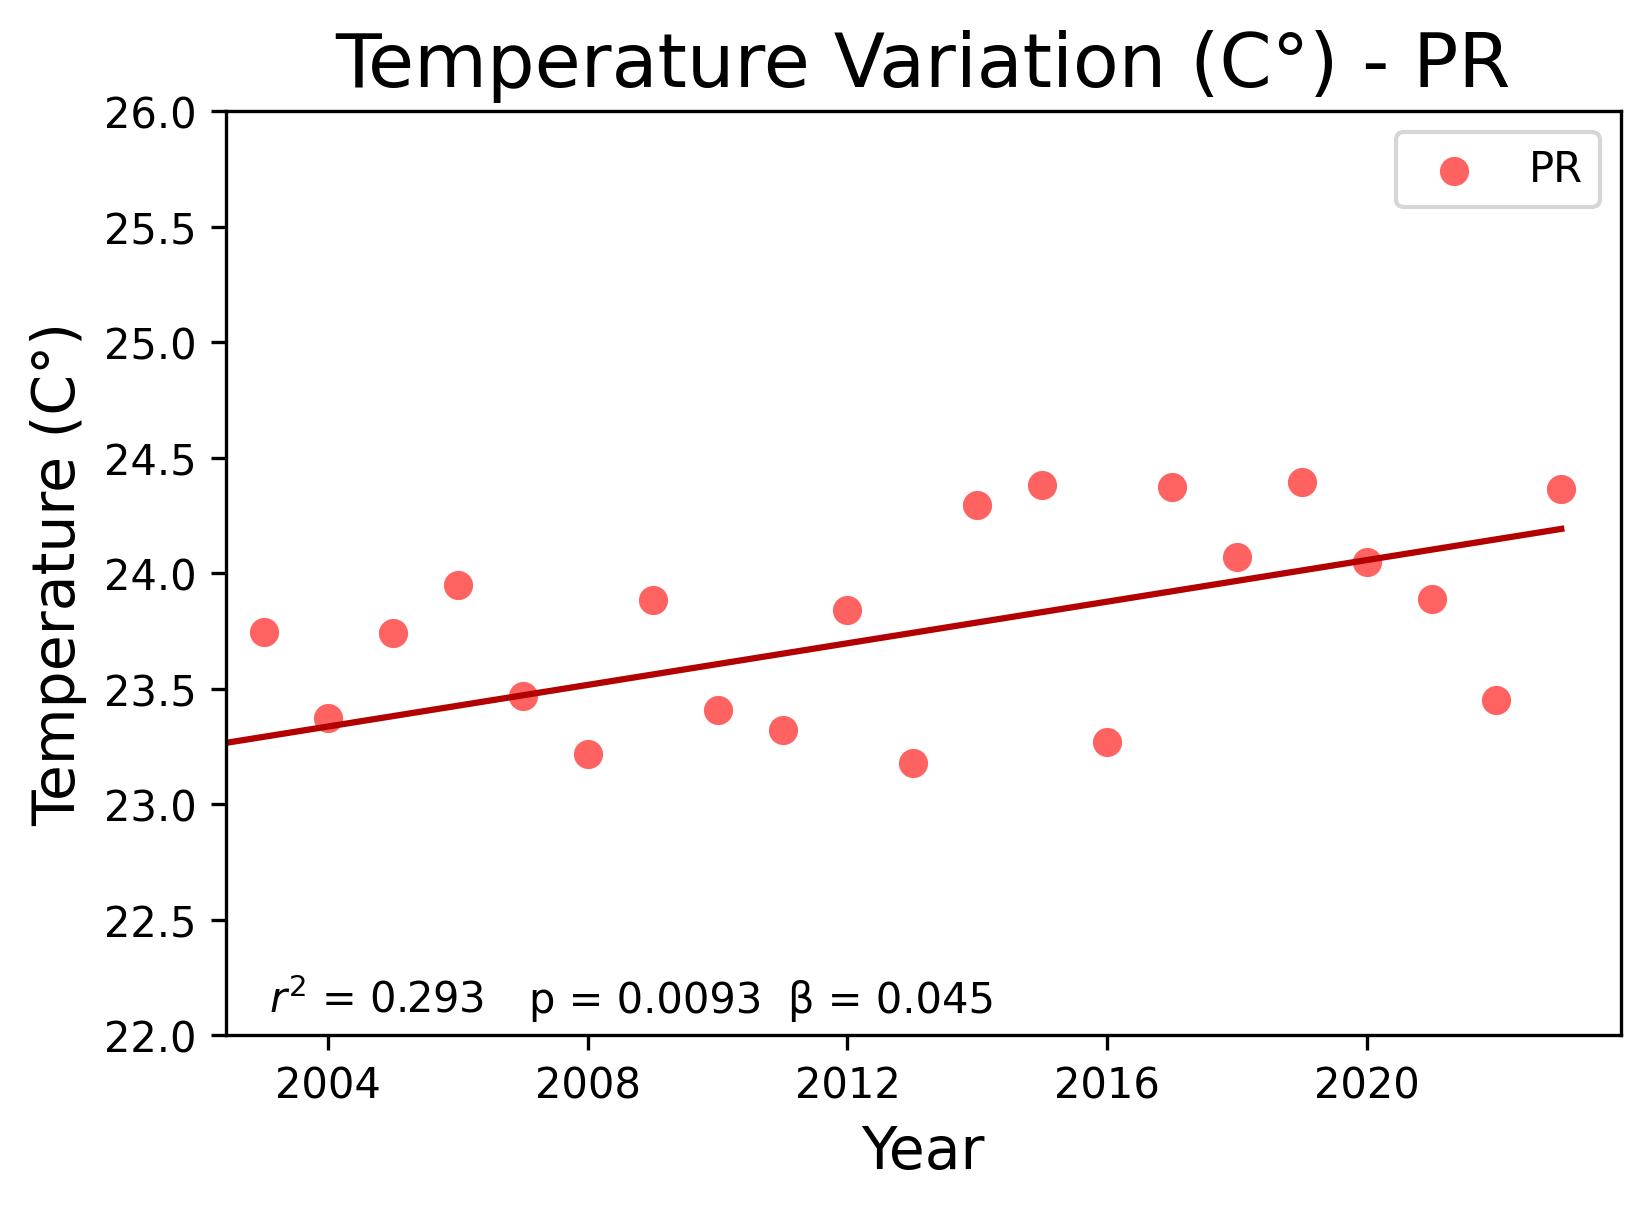 Temperature Variation (C°) - PR
PR
Temperature (C°)
26.0
25.5
25.0
24.5
24.0
23.5
23.0
22.5
22.0
r² = 0.293 p = 0.0093 β = 0.045
2004 2008 2012 2016 2020
Year